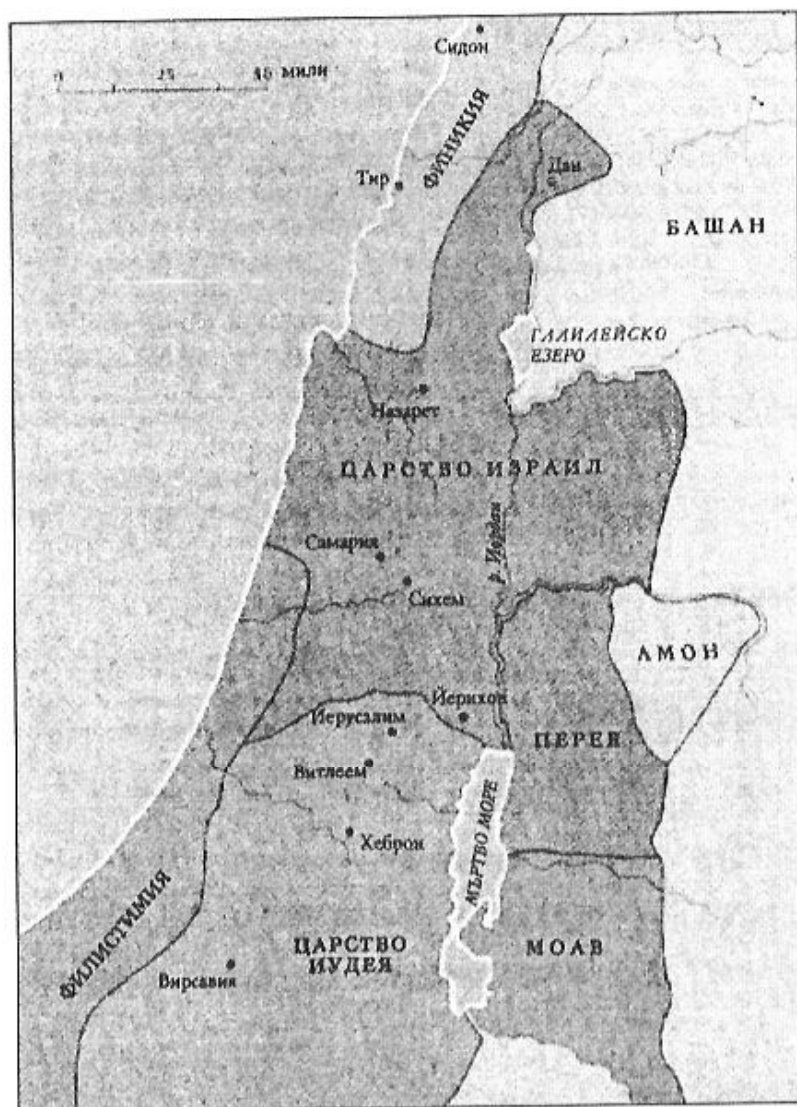 Сидон
0 25 50 мили
ФИНИКИЯ
Тир
Дан
БАШАН
ГАЛИЛЕЙСКО
ЕЗЕРО
Назарет
ЦАРСТВО ИЗРАИЛ
р. Йордан
Самария
Сихем
АМОН
Йерихон
Йерусалим
ПЕРЕЯ
Витлеем
МЪРТВО МОРЕ
Хеброн
ФИЛИСТИМИЯ
ЦАРСТВО
ИУДЕЯ
МОАВ
Вирсавия